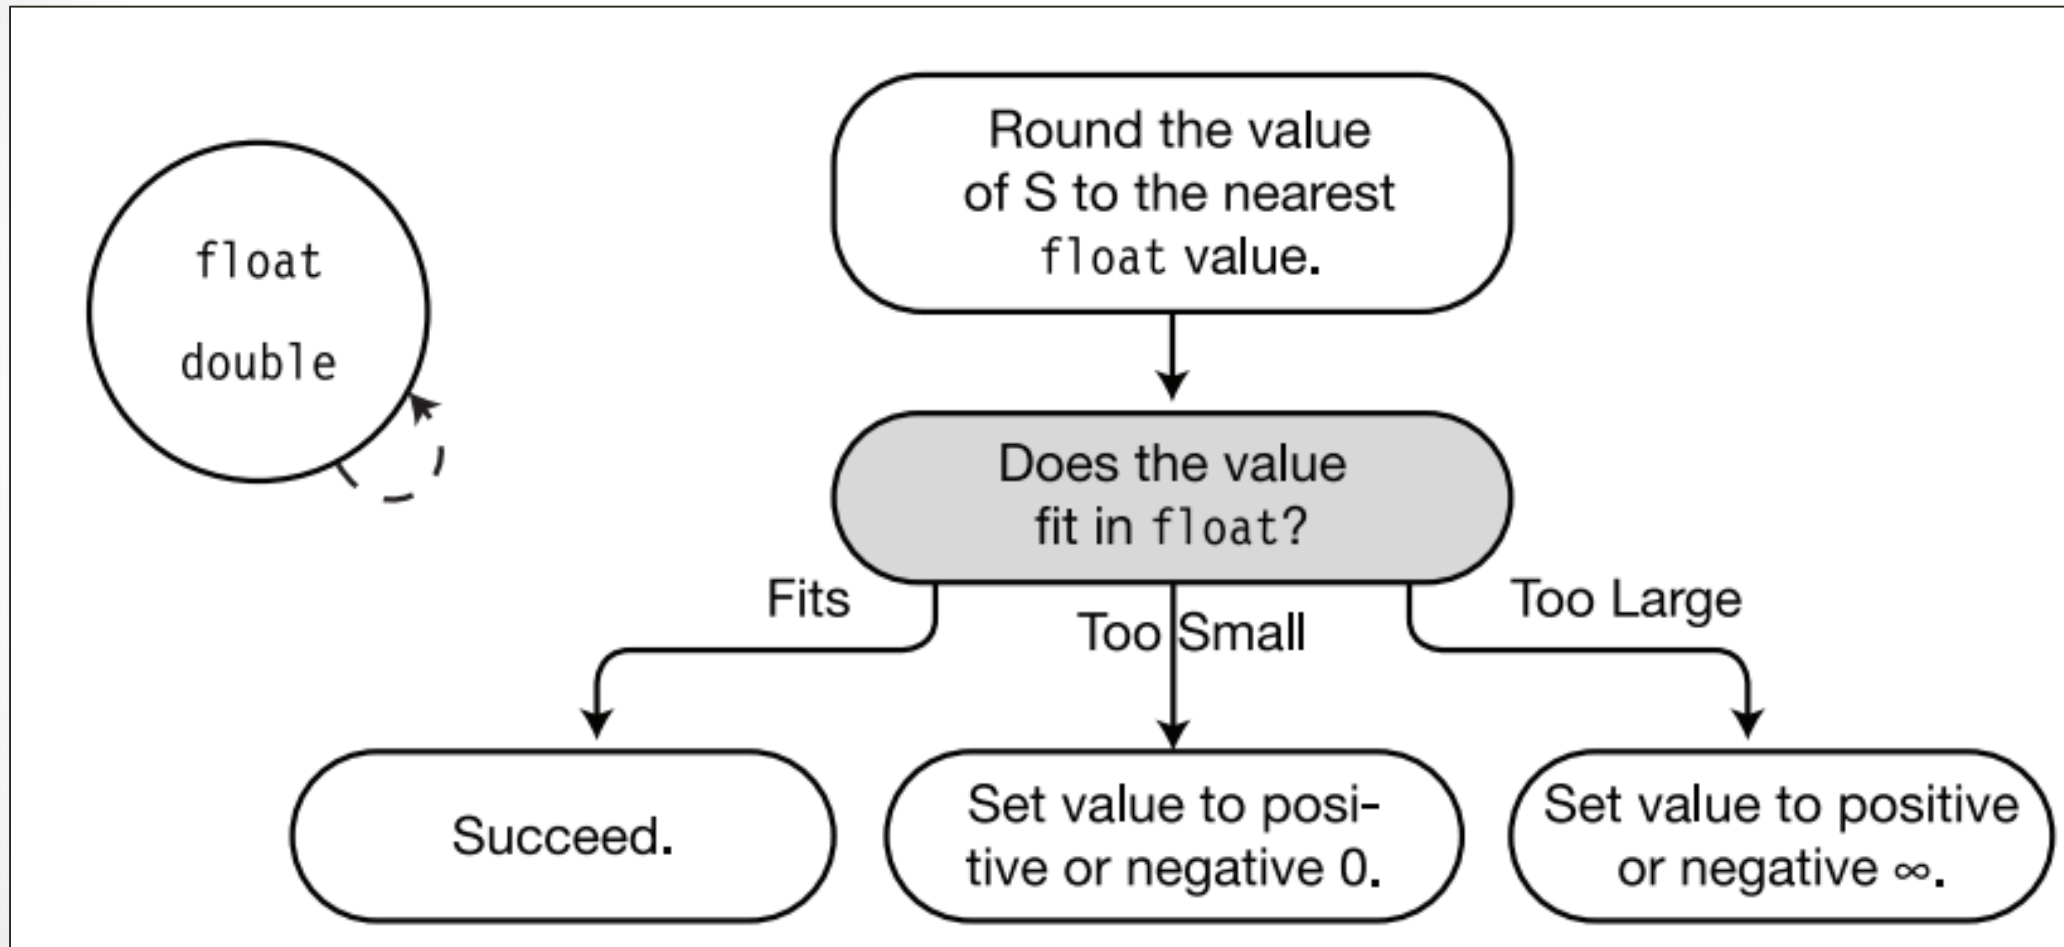 float
double
Round the value
of S to the nearest
float value.
Does the value
fit in float?
Fits
Too Small
Too Large
Succeed.
Set value to posi-
tive or negative 0.
Set value to positive
or negative ∞.